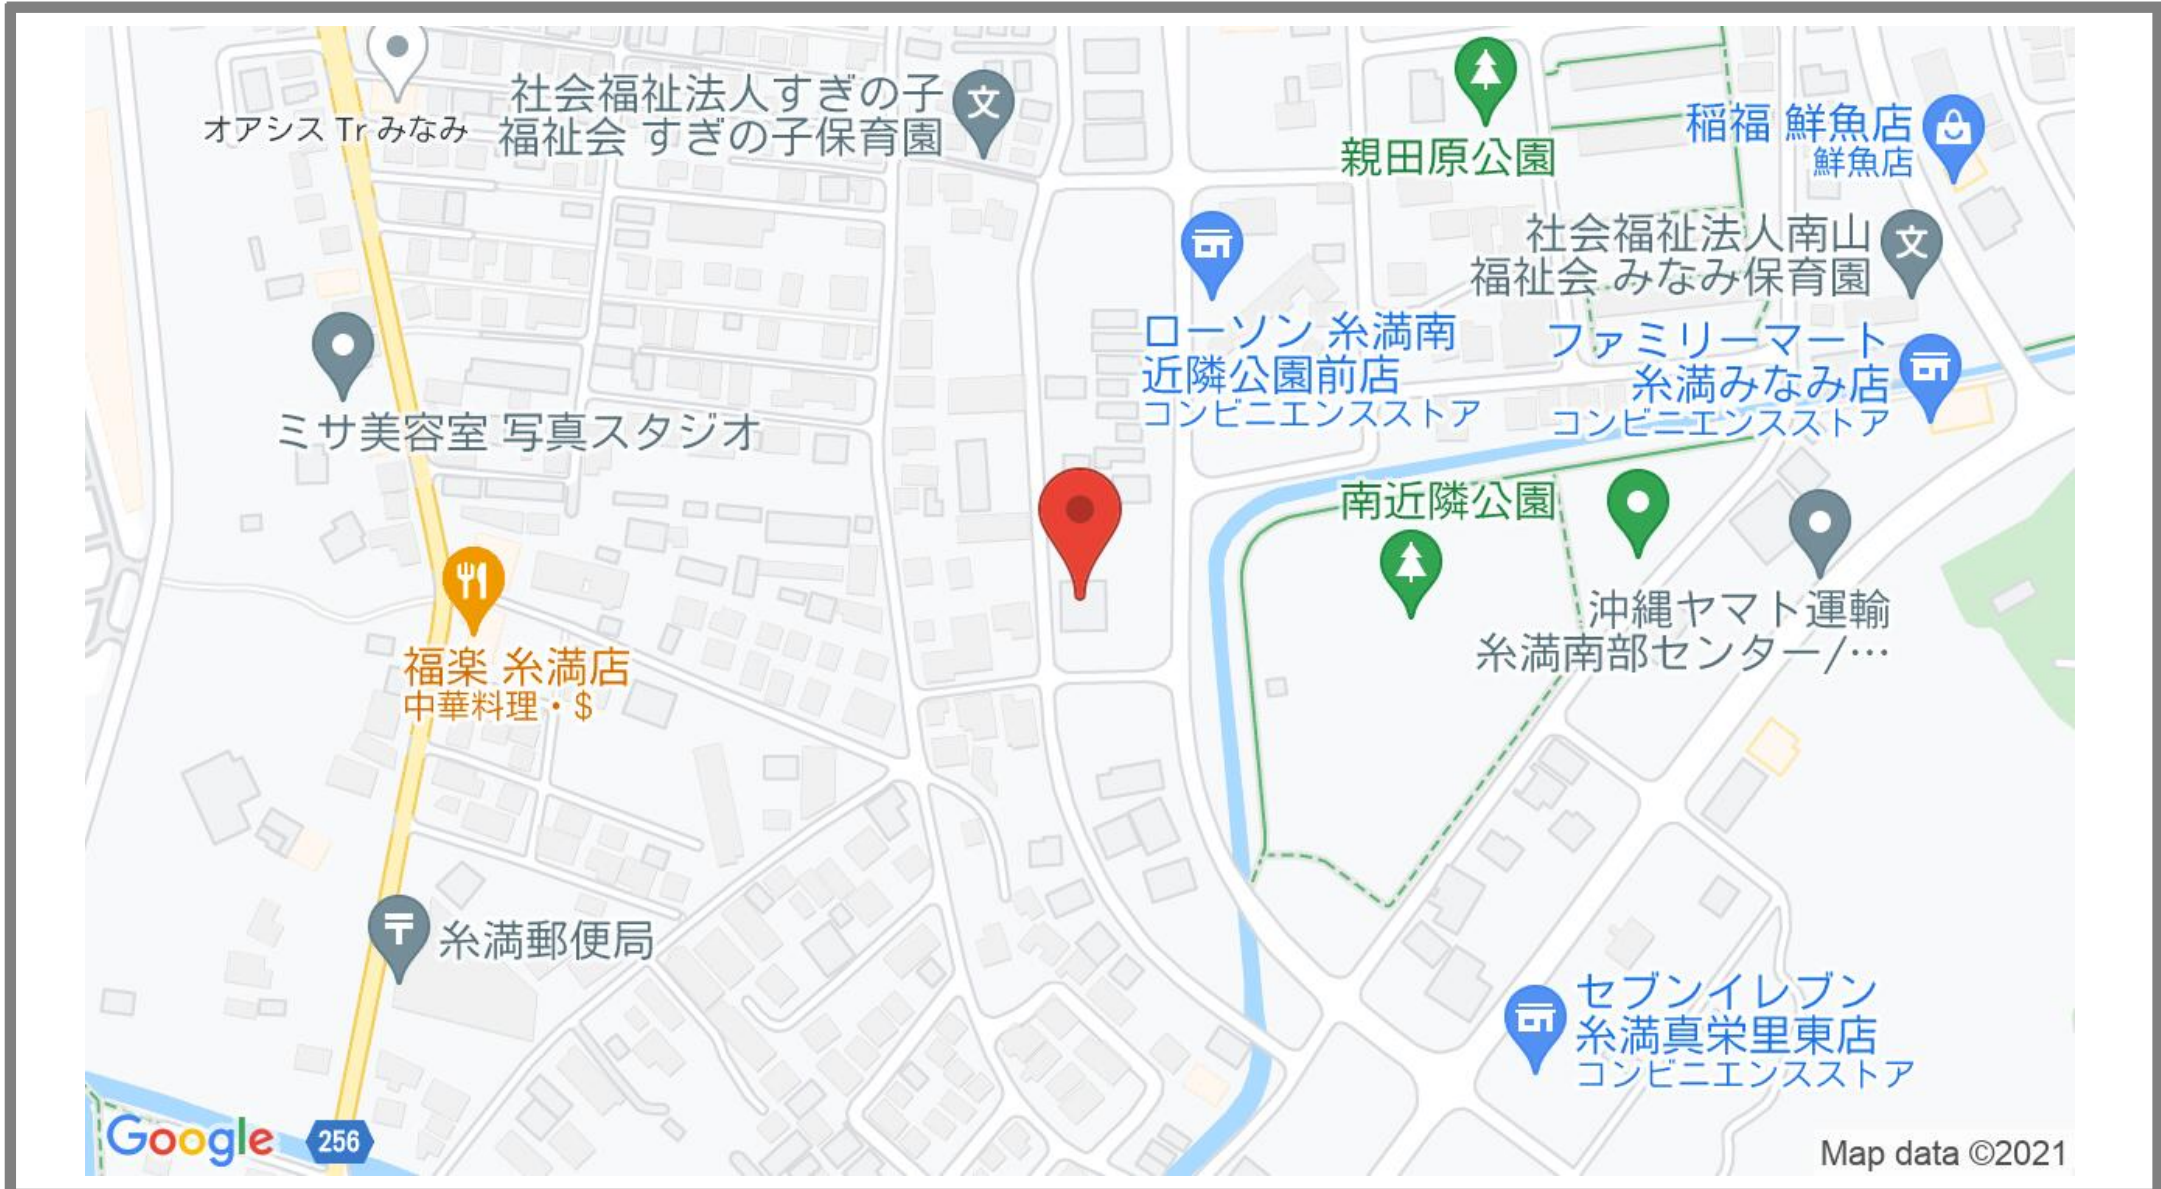 オアシス Tr みなみ
社会福祉法人すぎの子
福祉会 すぎの子保育園
文
親田原公園
稲福 鮮魚店
鮮魚店
社会福祉法人南山
福祉会 みなみ保育園
文
ローソン 糸満南
近隣公園前店
コンビニエンスストア
ファミリーマート
糸満みなみ店
コンビニエンスストア
ミサ美容室 写真スタジオ
南近隣公園
沖縄ヤマト運輸
糸満南部センター/…
福楽 糸満店
中華料理・$
〒
糸満郵便局
セブンイレブン
糸満真栄里東店
コンビニエンスストア
Google
256
Map data ©2021